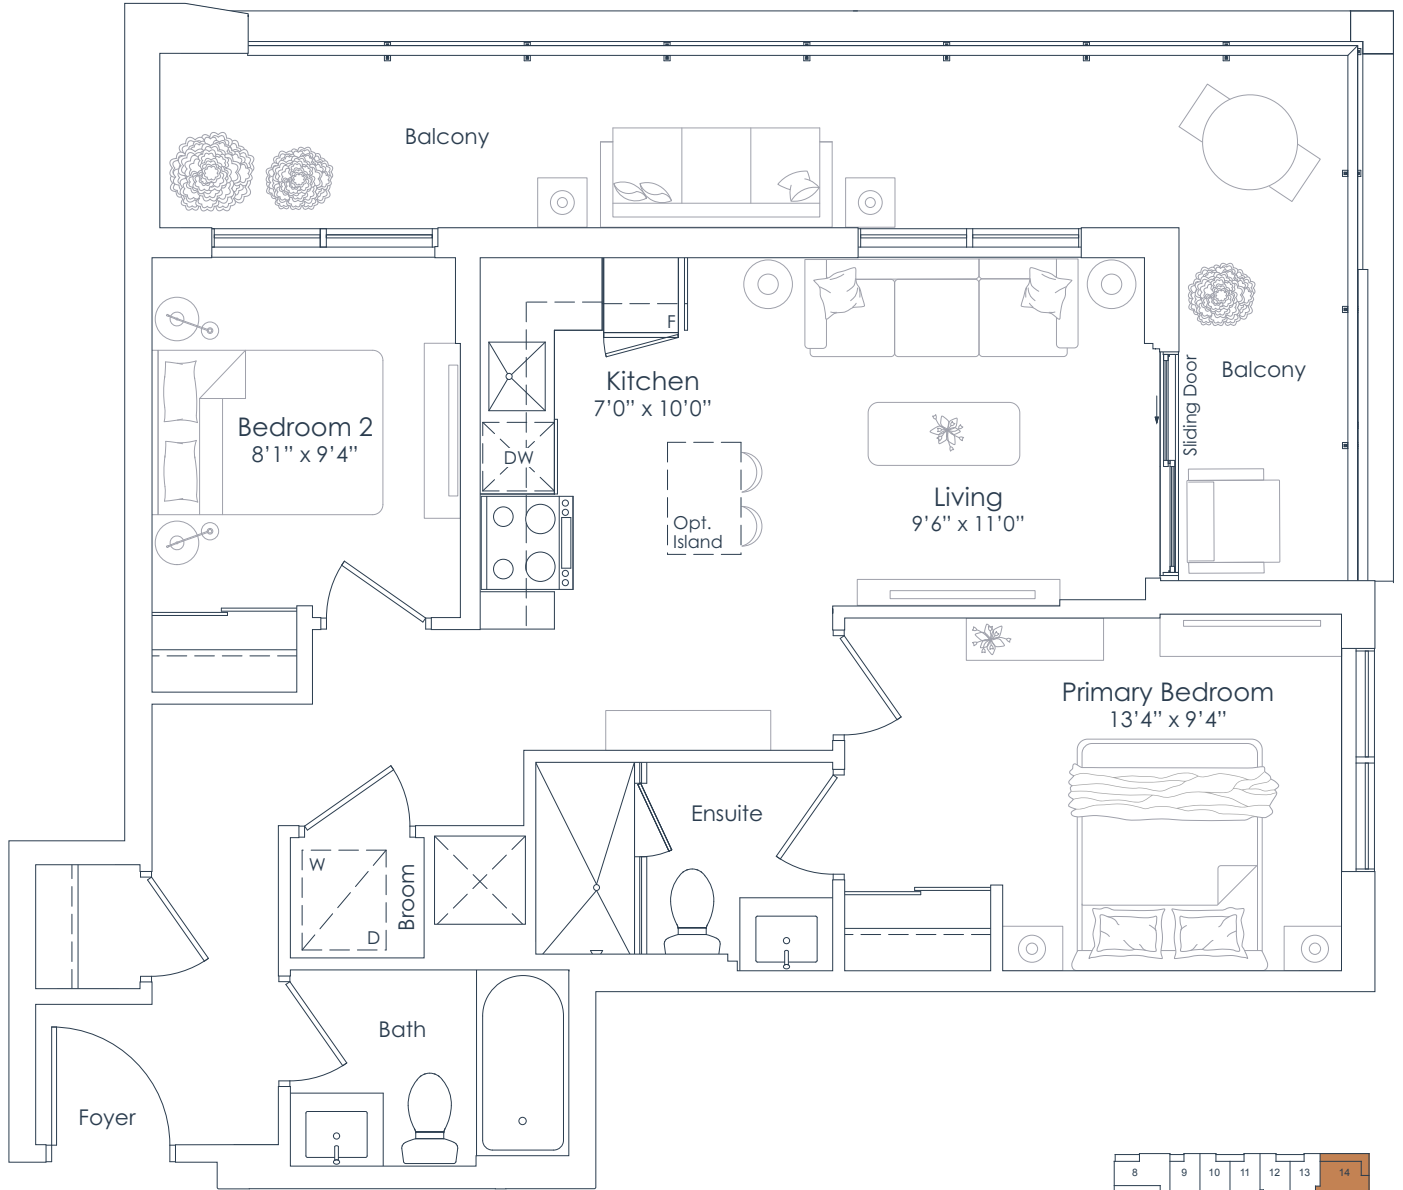 Balcony
Balcony
Sliding Door
F
Kitchen
7’0” x 10’0”
Bedroom 2
8’1” x 9’4”
DW
Living
9’6” x 11’0”
Opt.
Island
Primary Bedroom
13’4” x 9’4”
Ensuite
W
D
Broom
Bath
Foyer
8 9 10 11 12 13 14